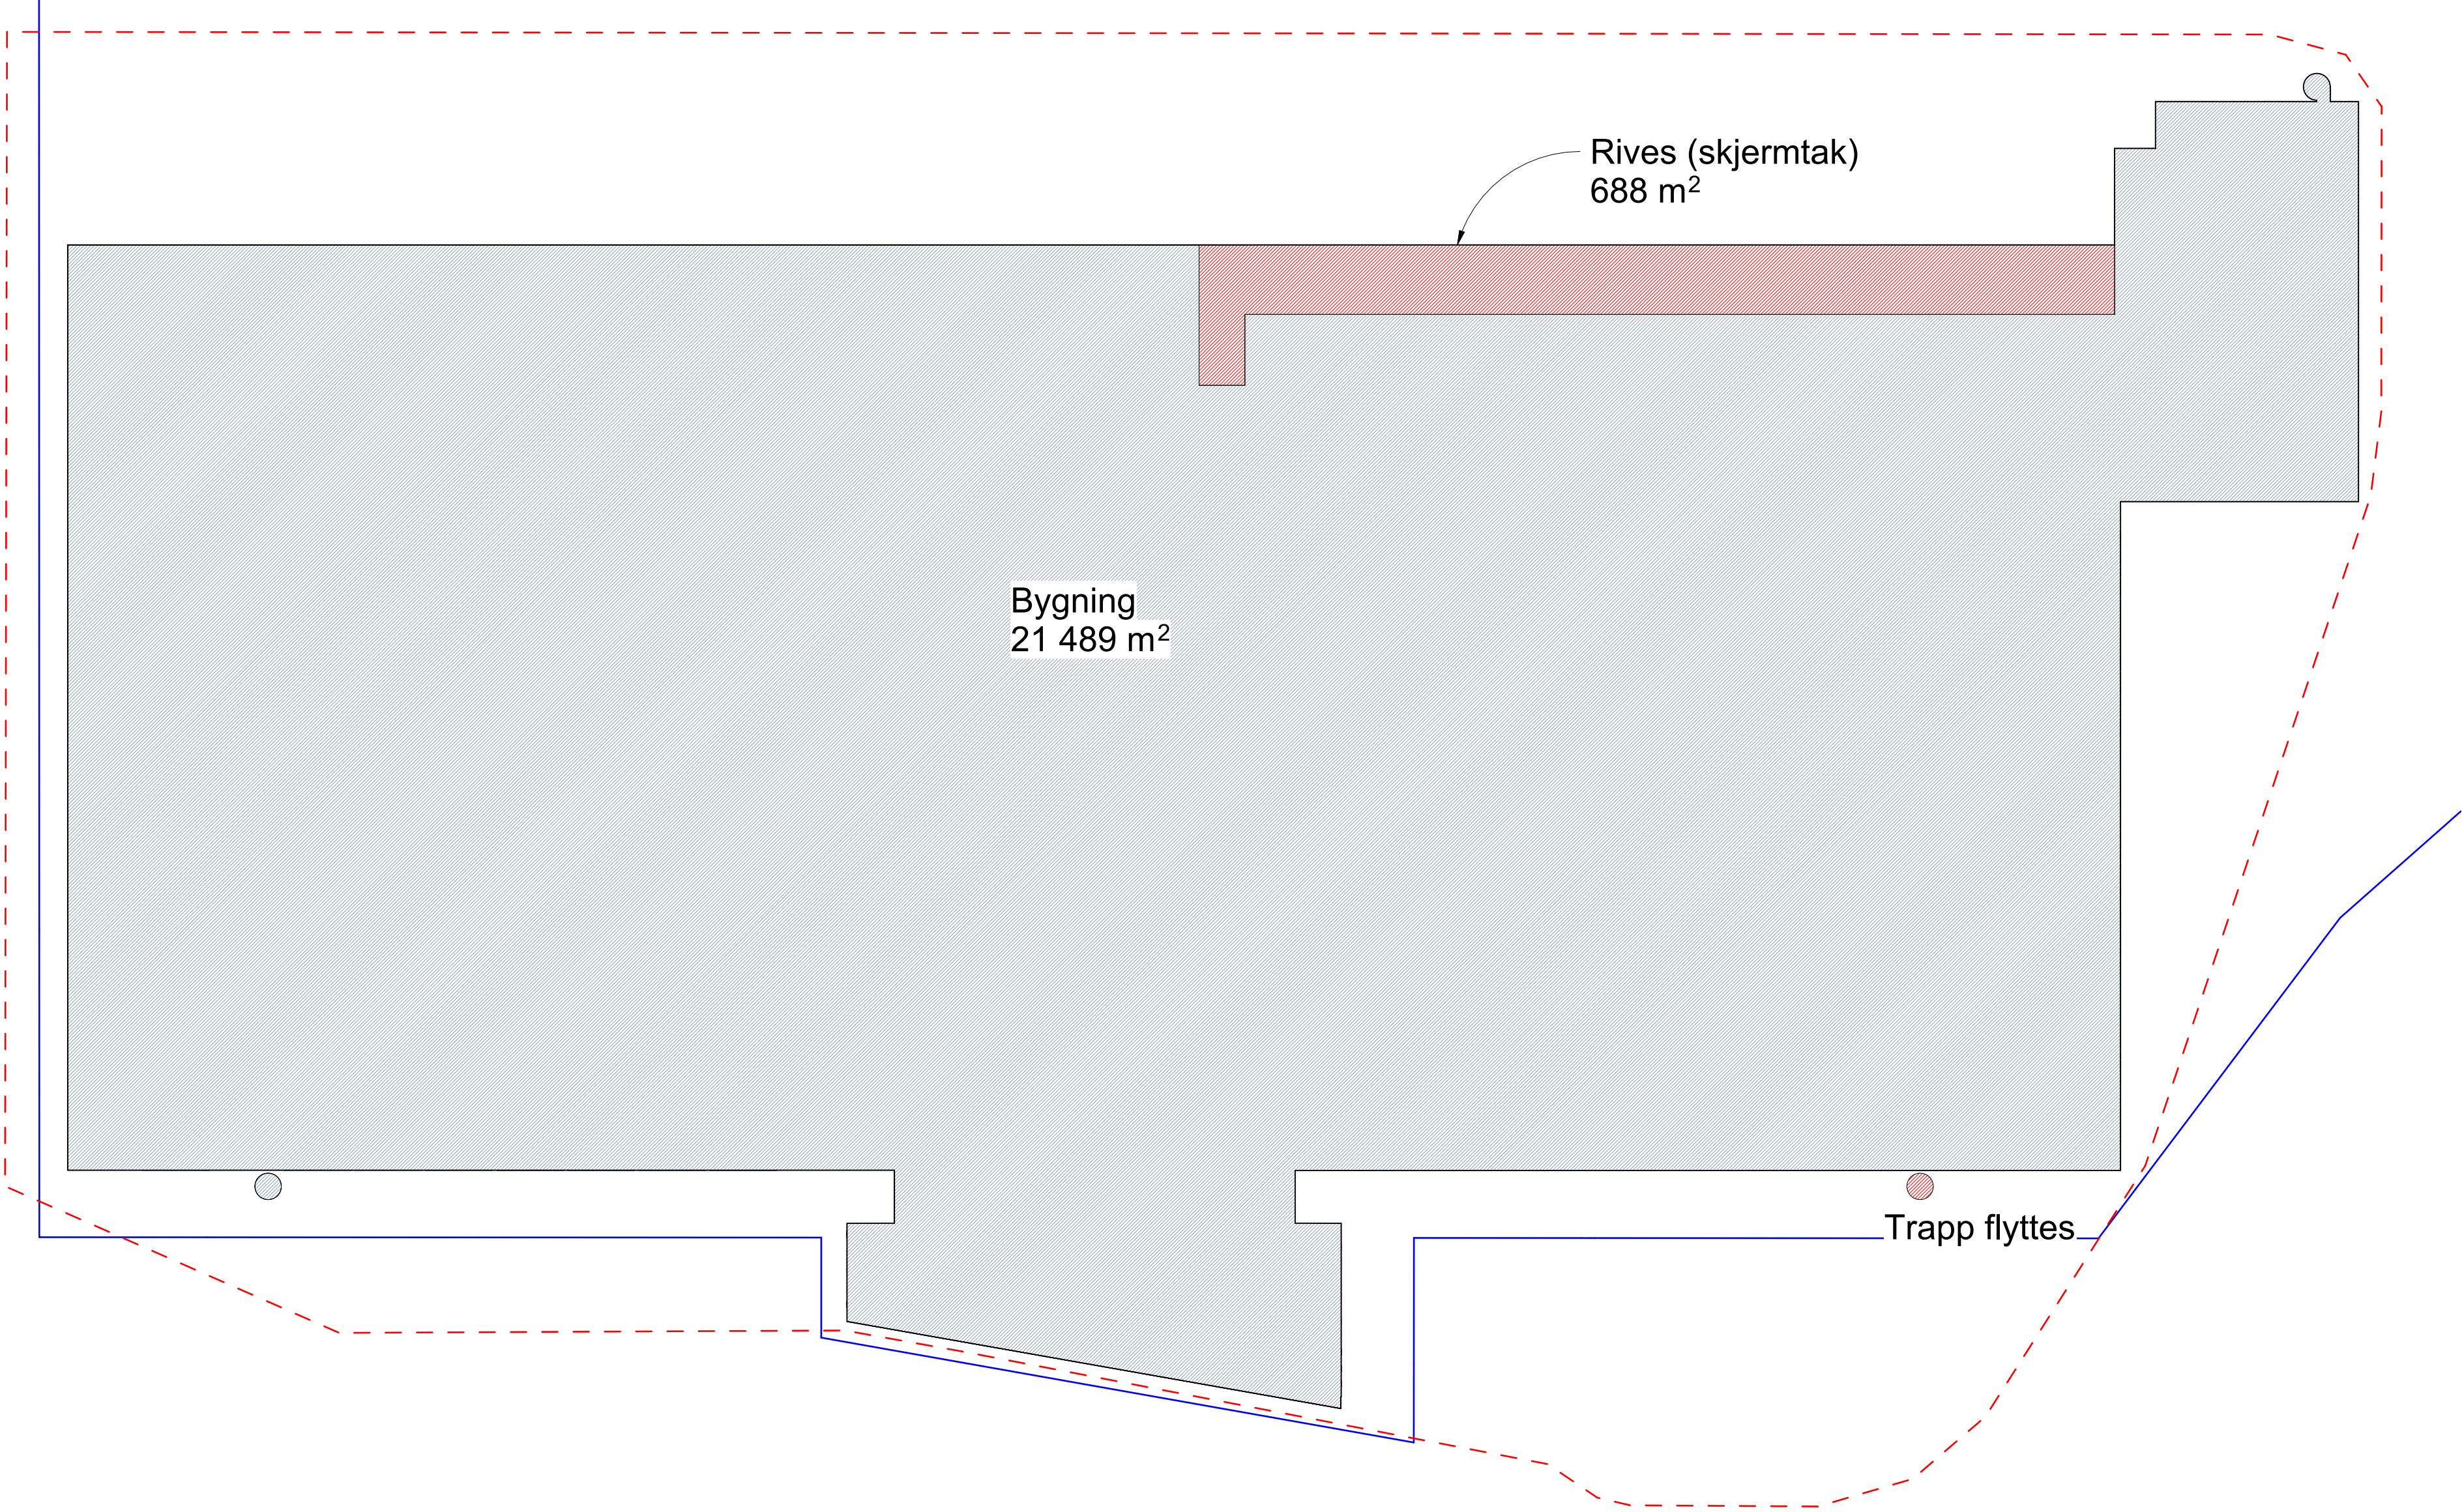 Rives (skjermtak)
688 m²
Bygning
21 489 m²
Trapp flyttes